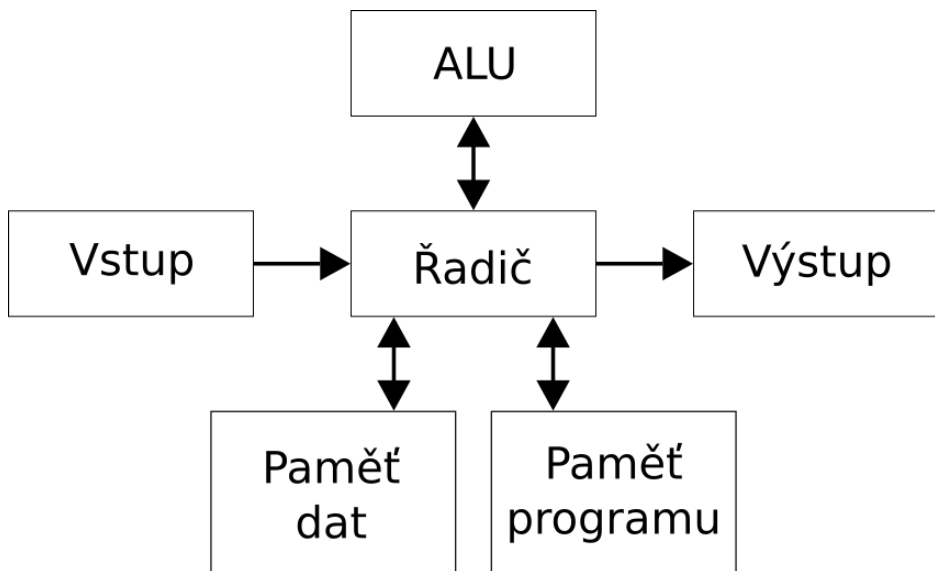 ALU
Vstup
Řadič
Výstup
Paměť
dat
Paměť
programu